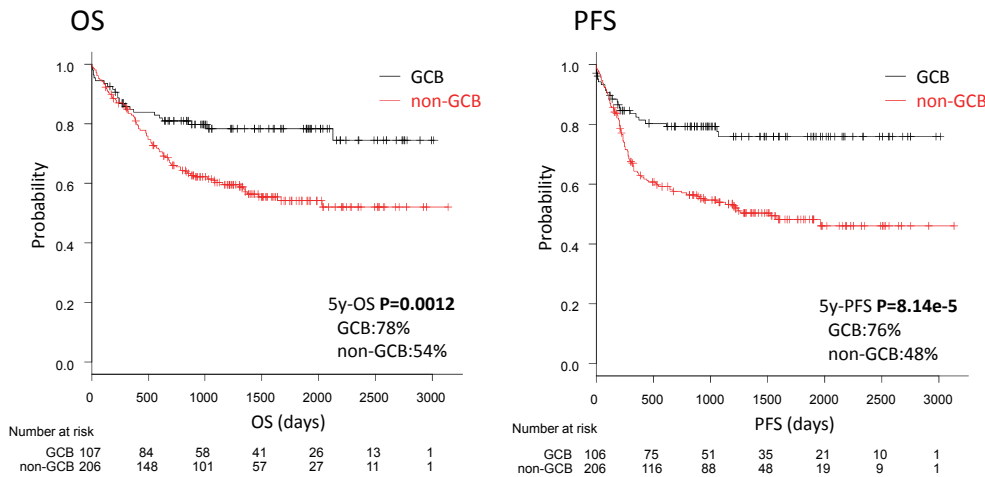 OS
1.0
0.8
0.6
0.4
0.2
0.0
Probability
GCB
non-GCB
5y-OS P=0.0012
GCB:78%
non-GCB:54%
0 500 1000 1500 2000 2500 3000
OS (days)
Number at risk
GCB 107 84 58 41 26 13 1
non-GCB 206 148 101 57 27 11 1
PFS
1.0
0.8
0.6
0.4
0.2
0.0
Probability
GCB
non-GCB
5y-PFS P=8.14e-5
GCB:76%
non-GCB:48%
0 500 1000 1500 2000 2500 3000
PFS (days)
Number at risk
GCB 106 75 51 35 21 10 1
non-GCB 206 116 88 48 19 9 1